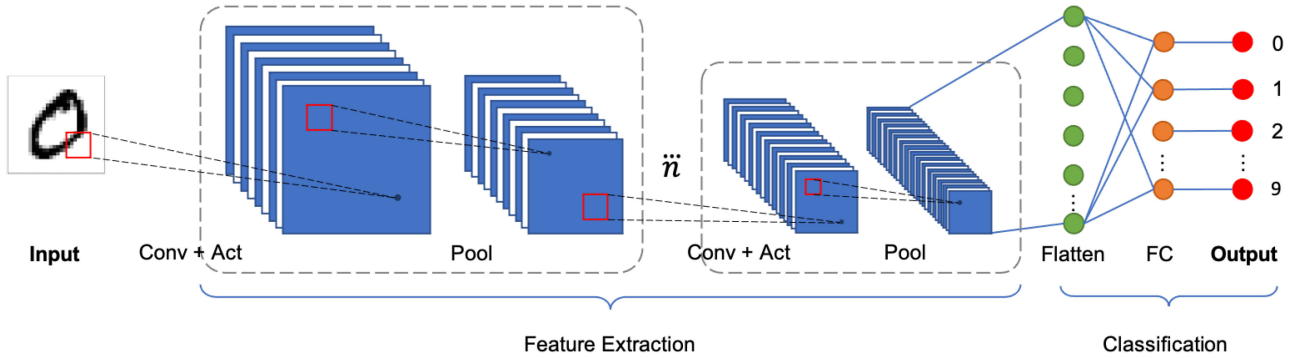 0
1
2
⋮
9
⋮
n
Input
Conv + Act
Pool
Conv + Act
Pool
Flatten
FC
Output
Feature Extraction
Classification